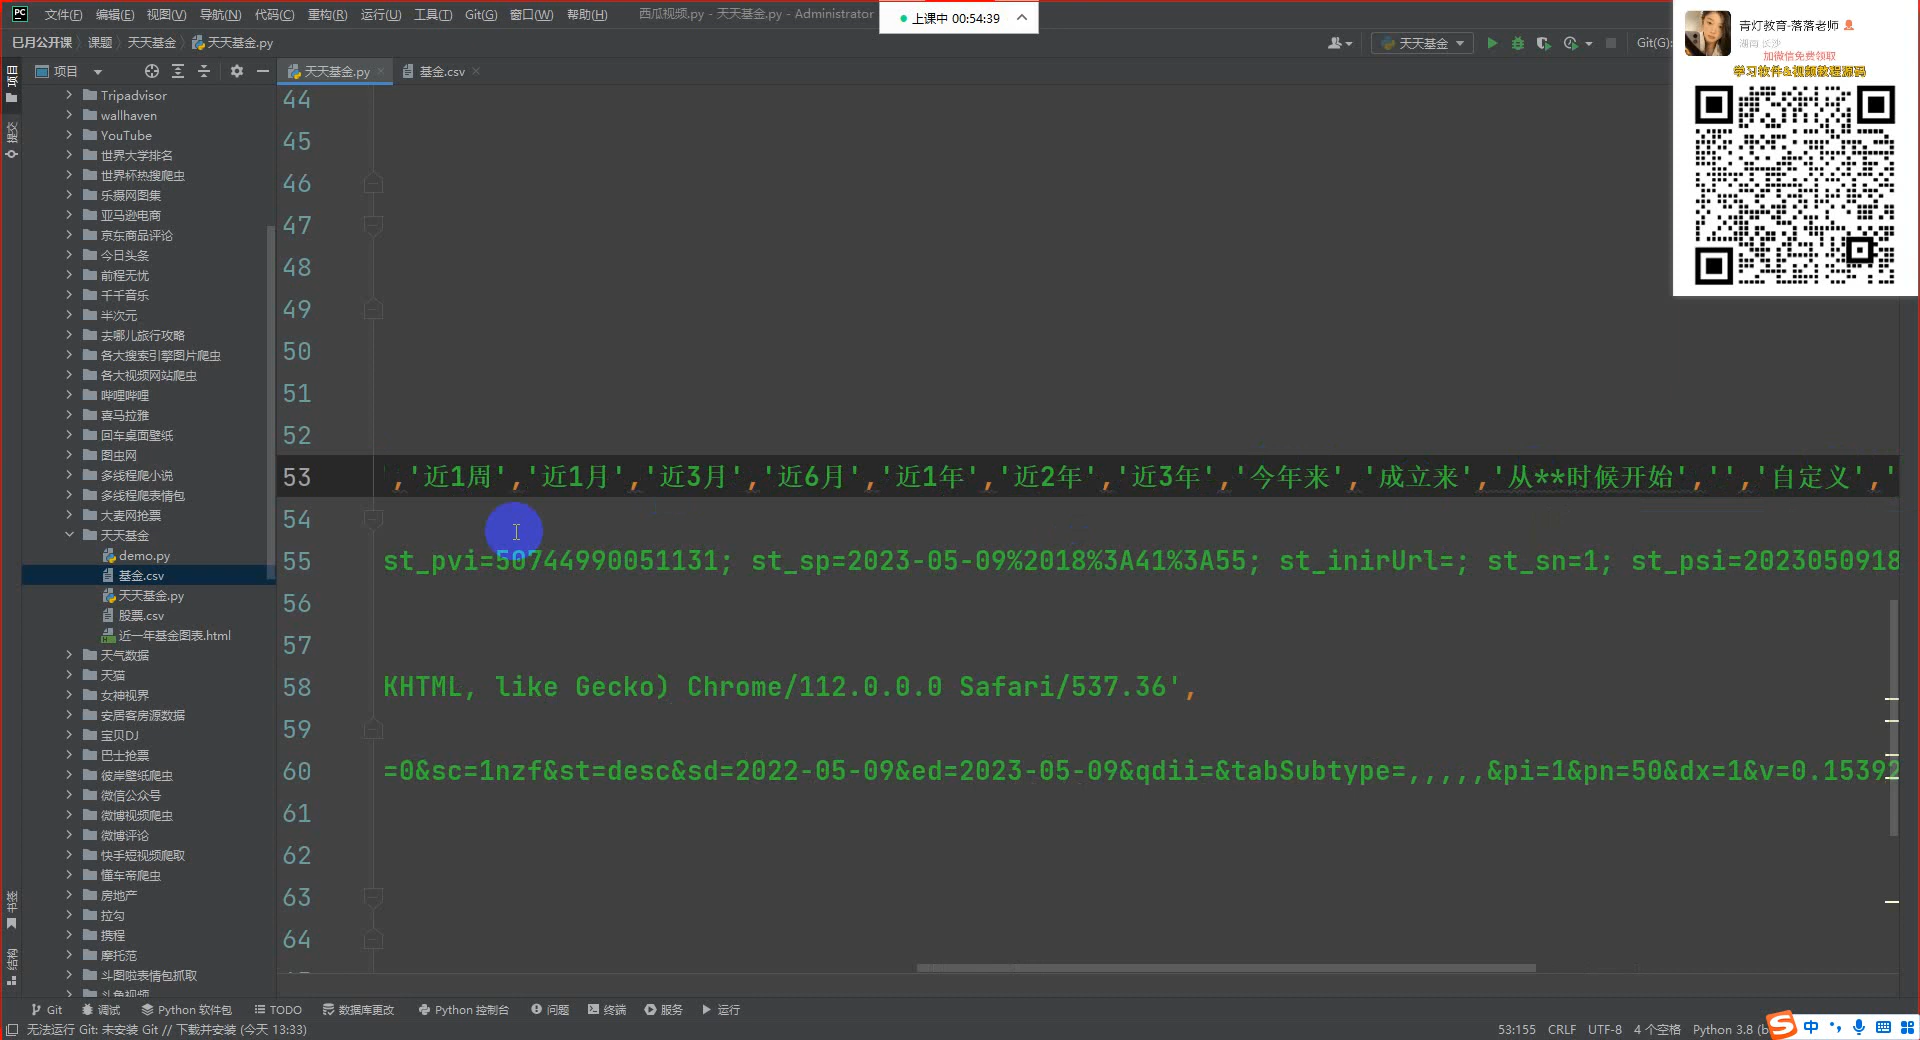 PC 文件(F) 编辑(E) 视图(V) 导航(N) 代码(C) 重构(R) 运行(U) 工具(T) Git(G) 窗口(W) 帮助(H) 西瓜视频.py - 天天基金.py - Administrator
上课中 00:54:39
青灯教育-落落老师
湖南 长沙
加微信免费领取
学习软件&视频教程源码
巳月公开课 课题 天天基金 天天基金.py
天天基金
Git(G):
项目
提交
书签
结构
项目
天天基金.py 基金.csv
Tripadvisor
wallhaven
YouTube
世界大学排名
世界杯热搜爬虫
乐摄网图集
亚马逊电商
京东商品评论
今日头条
前程无忧
千千音乐
半次元
去哪儿旅行攻略
各大搜索引擎图片爬虫
各大视频网站爬虫
哔哩哔哩
喜马拉雅
回车桌面壁纸
图虫网
多线程爬小说
多线程爬表情包
大麦网抢票
天天基金
demo.py
基金.csv
天天基金.py
股票.csv
近一年基金图表.html
天气数据
天猫
女神视界
安居客房源数据
宝贝DJ
巴士抢票
彼岸壁纸爬虫
微信公众号
微博视频爬虫
微博评论
快手短视频爬取
懂车帝爬虫
房地产
拉勾
携程
摩托范
斗图啦表情包抓取
斗鱼视频
44
45
46
47
48
49
50
51
52
53 ','近1周','近1月','近3月','近6月','近1年','近2年','近3年','今年来','成立来','从**时候开始','','自定义','
54
55 st_pvi=50744990051131; st_sp=2023-05-09%2018%3A41%3A55; st_inirUrl=; st_sn=1; st_psi=2023050918
56
57
58 KHTML, like Gecko) Chrome/112.0.0.0 Safari/537.36',
59
60 =0&sc=1nzf&st=desc&sd=2022-05-09&ed=2023-05-09&qdii=&tabSubtype=,,,,,&pi=1&pn=50&dx=1&v=0.15392
61
62
63
64
Git 调试 Python 软件包 TODO 数据库更改 Python 控制台 问题 终端 服务 运行
无法运行 Git: 未安装 Git // 下载并安装 (今天 13:33)
53:155 CRLF UTF-8 4 个空格 Python 3.8 (b
中